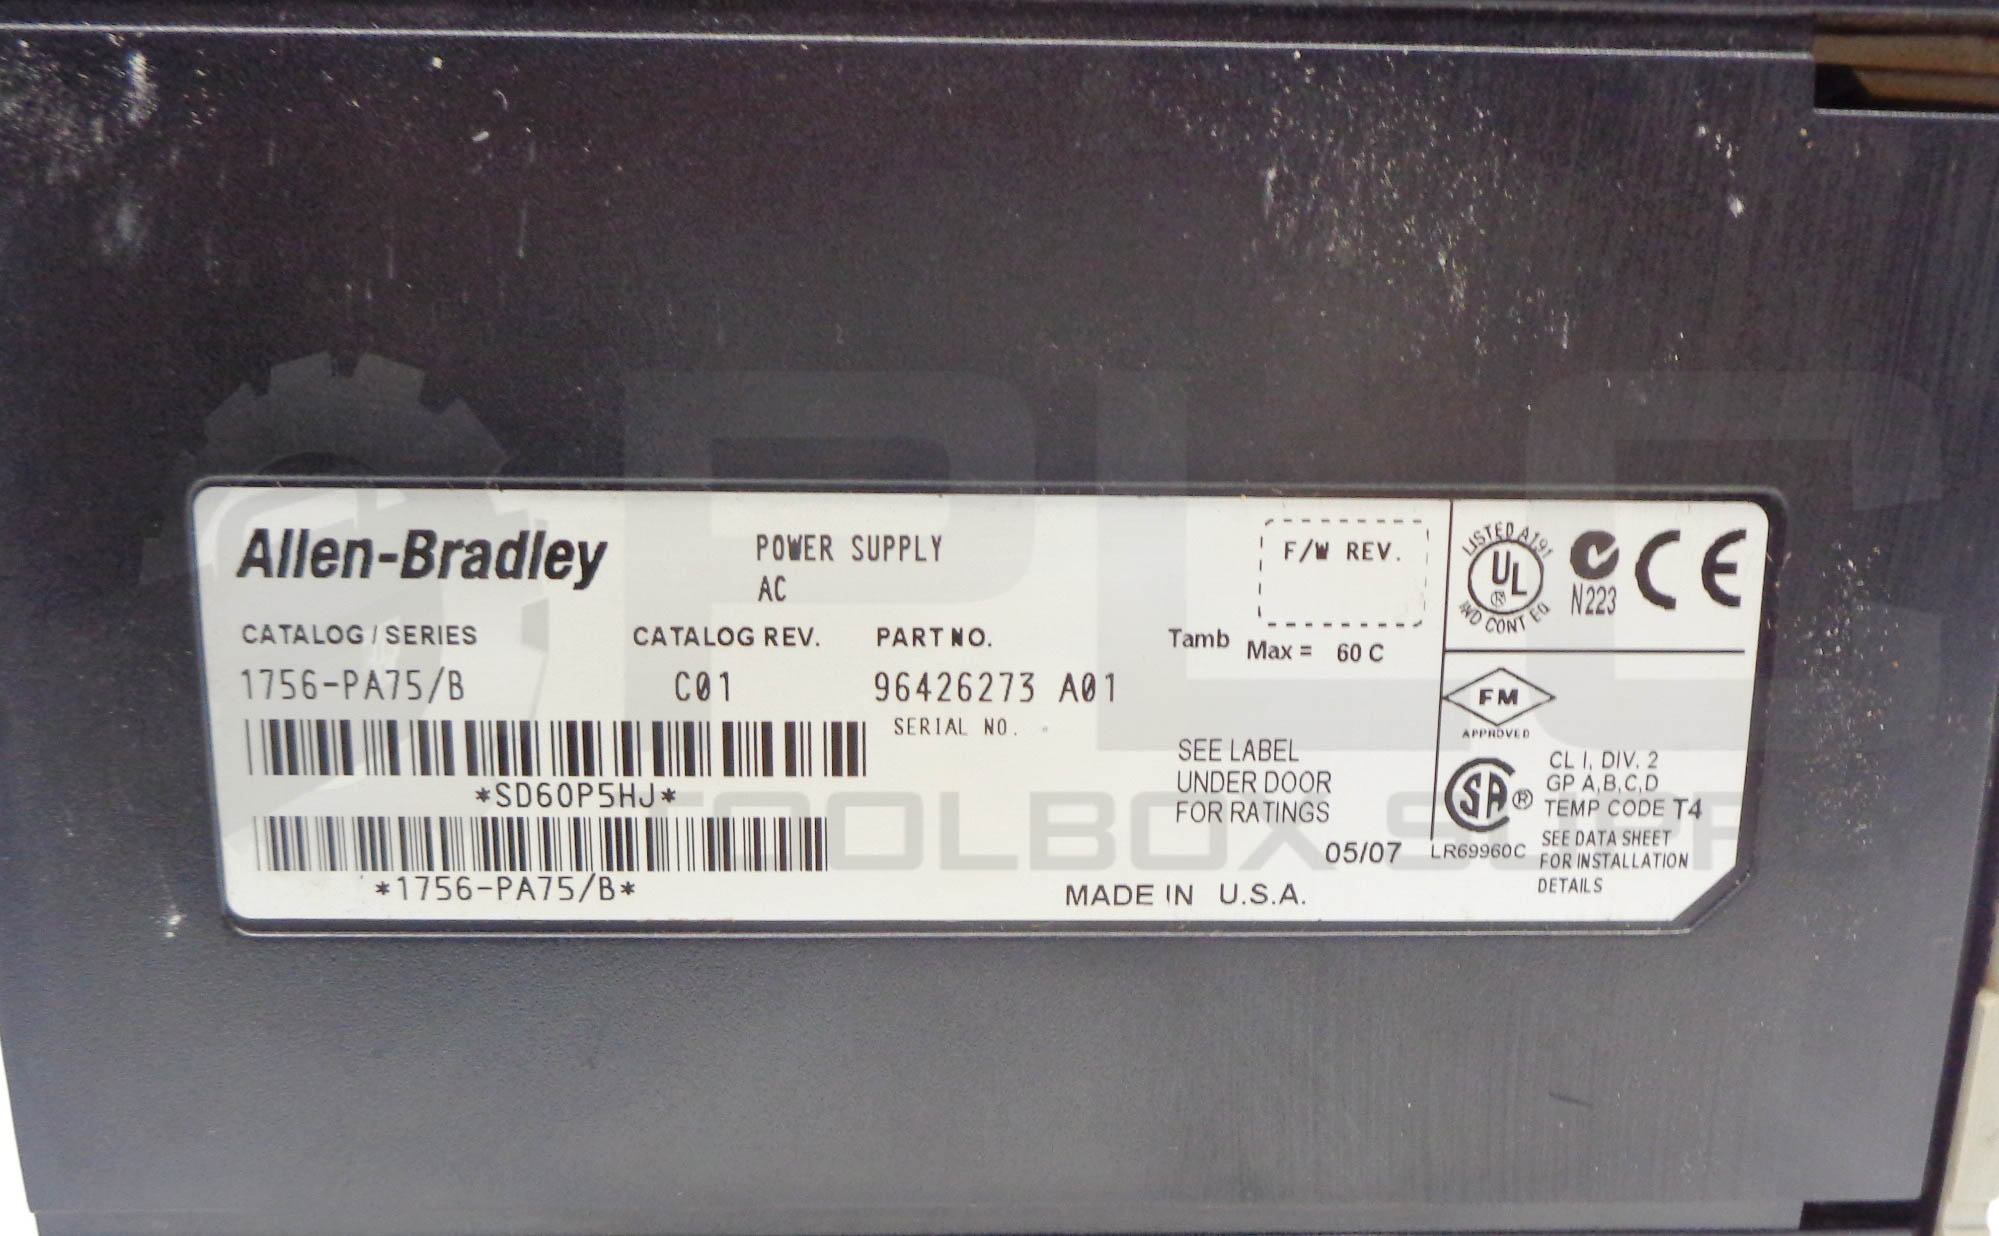 Allen-Bradley
POWER SUPPLY
AC
F/W REV.
LISTED A191
UL
®
IND CONT EQ
N223
CE
CATALOG / SERIES
CATALOG REV.
PART NO.
Tamb Max = 60 C
1756-PA75/B
C01
96426273 A01
SERIAL NO.
FM
APPROVED
*SD60P5HJ*
SEE LABEL
UNDER DOOR
FOR RATINGS
SA ®
CL I, DIV. 2
GP A,B,C,D
TEMP CODE T4
*1756-PA75/B*
05/07
LR69960C
SEE DATA SHEET
FOR INSTALLATION
DETAILS
MADE IN U.S.A.
PLC
TOOLBOX